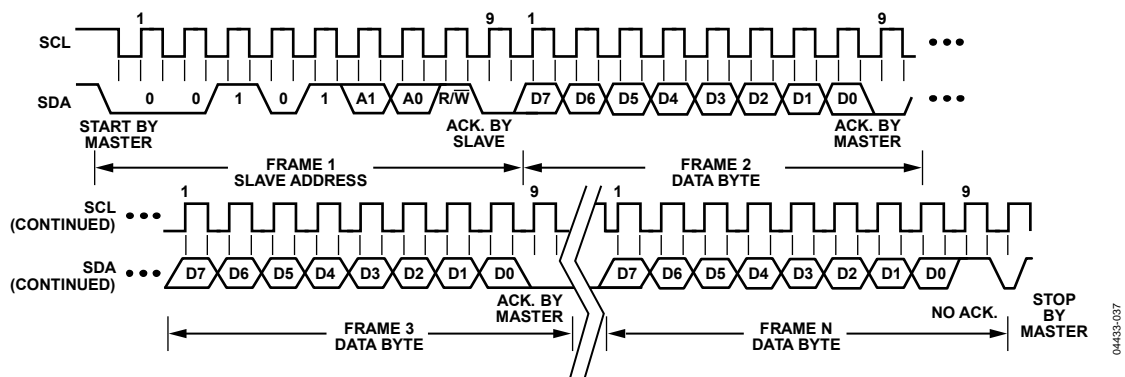 1 9 1 9
SCL
SDA 0 0 1 0 1 A1 A0 R/W̅ D7 D6 D5 D4 D3 D2 D1 D0
START BY
MASTER
ACK. BY
SLAVE
ACK. BY
MASTER
FRAME 1
SLAVE ADDRESS
FRAME 2
DATA BYTE
1 9 1 9
SCL
(CONTINUED)
SDA
(CONTINUED)
D7 D6 D5 D4 D3 D2 D1 D0 D7 D6 D5 D4 D3 D2 D1 D0
ACK. BY
MASTER
NO ACK.
STOP
BY
MASTER
FRAME 3
DATA BYTE
FRAME N
DATA BYTE
04433-037